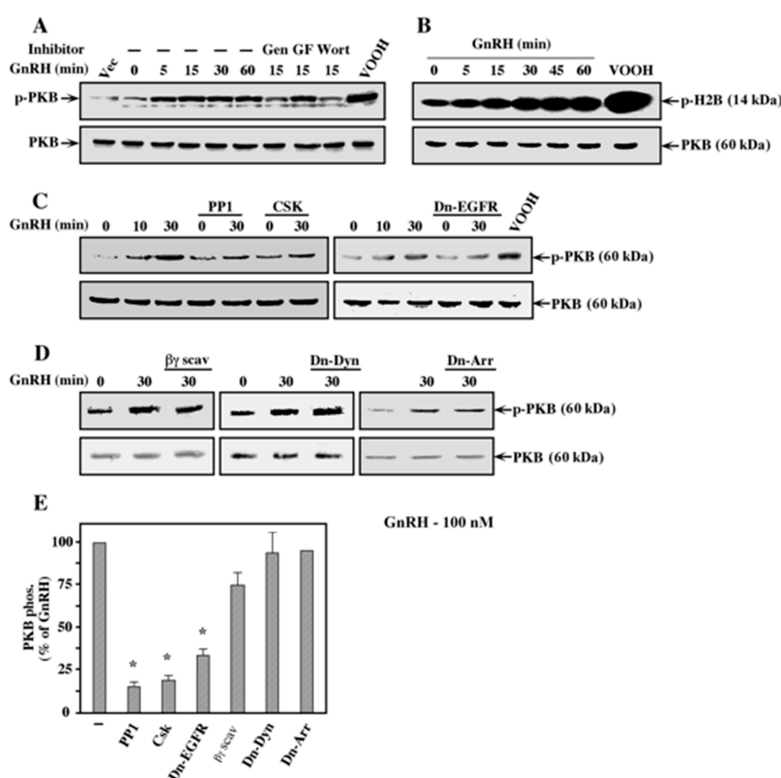 A
Inhibitor – – – – – Gen GF Wort
GnRH (min) Vec 0 5 15 30 60 15 15 15 VOOH
p-PKB
PKB
B
GnRH (min)
0 5 15 30 45 60 VOOH
p-H2B (14 kDa)
PKB (60 kDa)
C
PP1 CSK Dn-EGFR
GnRH (min) 0 10 30 0 30 0 30 0 10 30 0 30 VOOH
p-PKB (60 kDa)
PKB (60 kDa)
D
βγ scav Dn-Dyn Dn-Arr
GnRH (min) 0 30 30 0 30 30 30 30
p-PKB (60 kDa)
PKB (60 kDa)
E
GnRH - 100 nM
PKB phos.
(% of GnRH)
100
75
50
25
0
* * *
– PP1 Csk Dn-EGFR βγ scav Dn-Dyn Dn-Arr